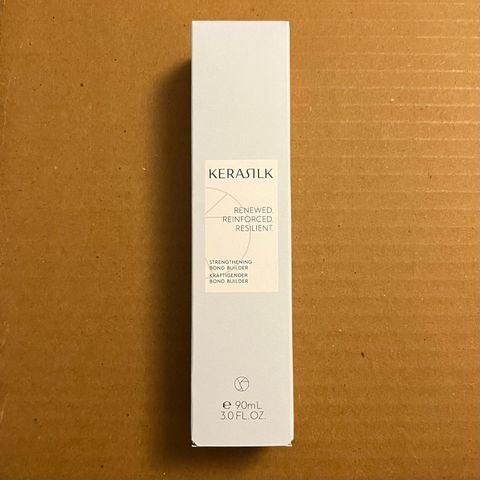 KERASILK
RENEWED.
REINFORCED.
RESILIENT
STRENGTHENING
BOND BUILDER
KRÄFTIGENDER
BOND BUILDER
℮ 90mL
3.0 FL.OZ.